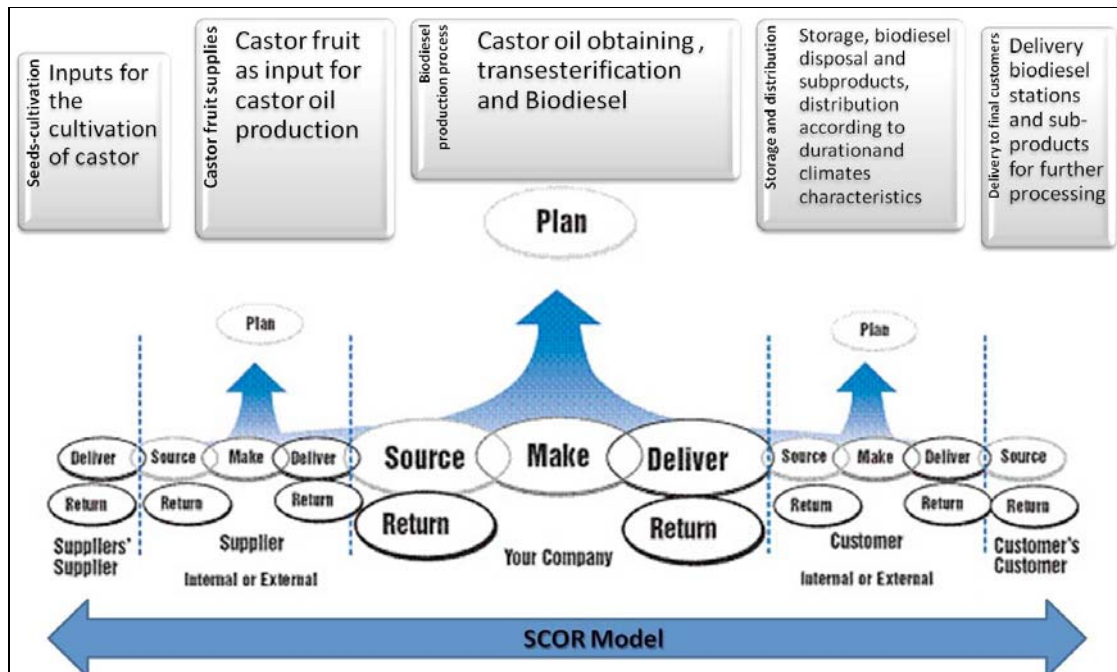 Seeds-cultivation
Inputs for
the
cultivation
of castor
Castor fruit supplies
Castor fruit
as input for
castor oil
production
Biodiesel
production process
Castor oil obtaining ,
transesterification
and Biodiesel
Storage and distribution
Storage, biodiesel
disposal and
subproducts,
distribution
according to
durationand
climates
characteristics
Delivery to final customers
Delivery
biodiesel
stations
and sub-
products
for further
processing
Plan
Plan
Plan
Deliver
Source
Make
Deliver
Source
Make
Deliver
Source
Make
Deliver
Source
Return
Return
Return
Return
Return
Return
Return
Return
Suppliers'
Supplier
Supplier
Internal or External
Your Company
Customer
Internal or External
Customer's
Customer
SCOR Model